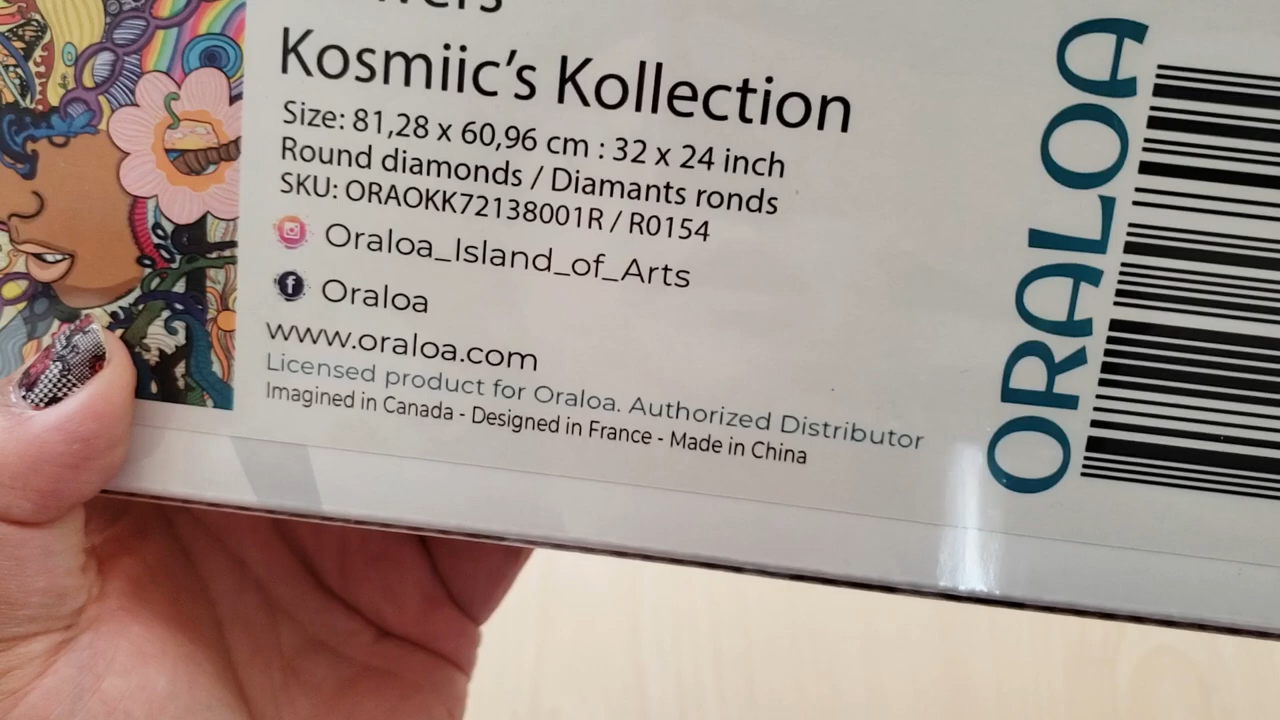 Kosmiic's Kollection
Size: 81,28 x 60,96 cm : 32 x 24 inch
Round diamonds / Diamants ronds
SKU: ORAOKK72138001R / R0154
Oraloa_Island_of_Arts
Oraloa
www.oraloa.com
Licensed product for Oraloa. Authorized Distributor
Imagined in Canada - Designed in France - Made in China
ORALOA